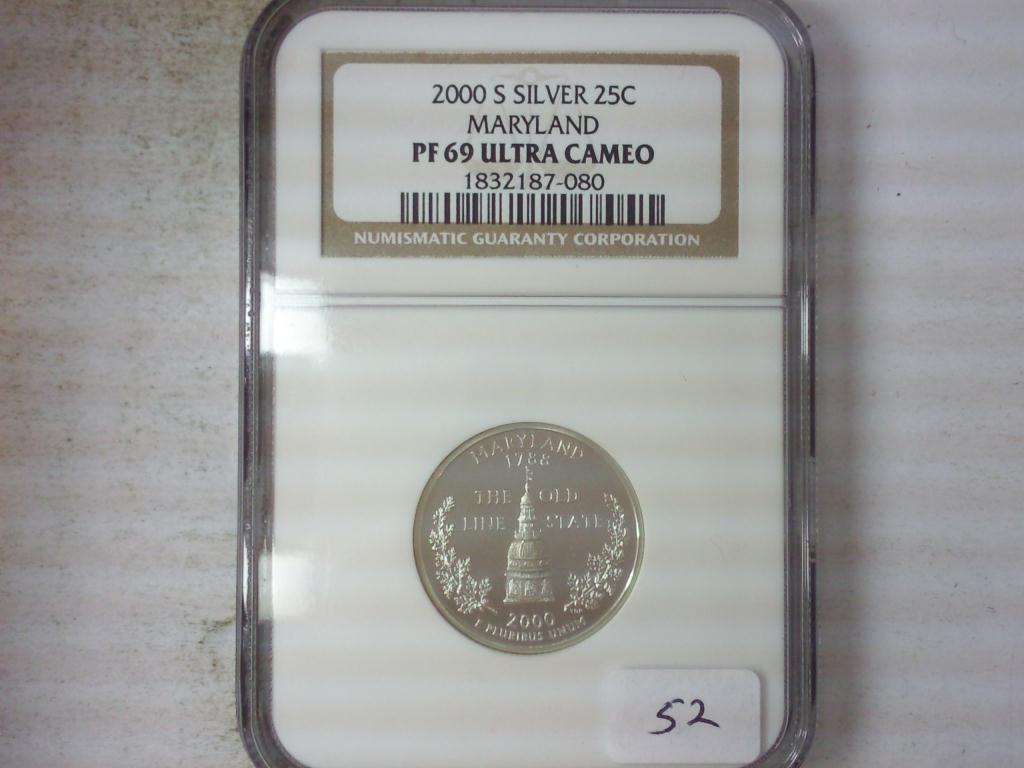 2000 S SILVER 25C
MARYLAND
PF 69 ULTRA CAMEO
1832187-080
NUMISMATIC GUARANTY CORPORATION
MARYLAND
1788
THE OLD
LINE STATE
2000
E PLURIBUS UNUM
52